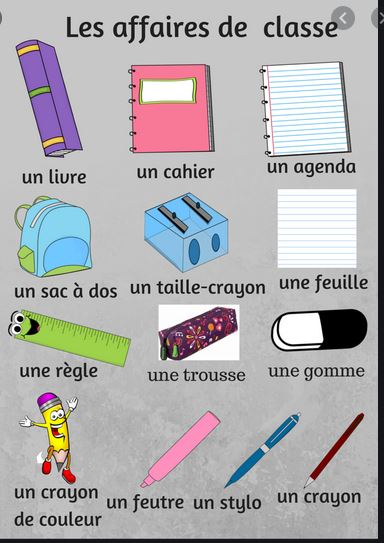 Les affaires de classe
un livre
un cahier
un agenda
un sac à dos
un taille-crayon
une feuille
une règle
une trousse
une gomme
un crayon
de couleur
un feutre
un stylo
un crayon